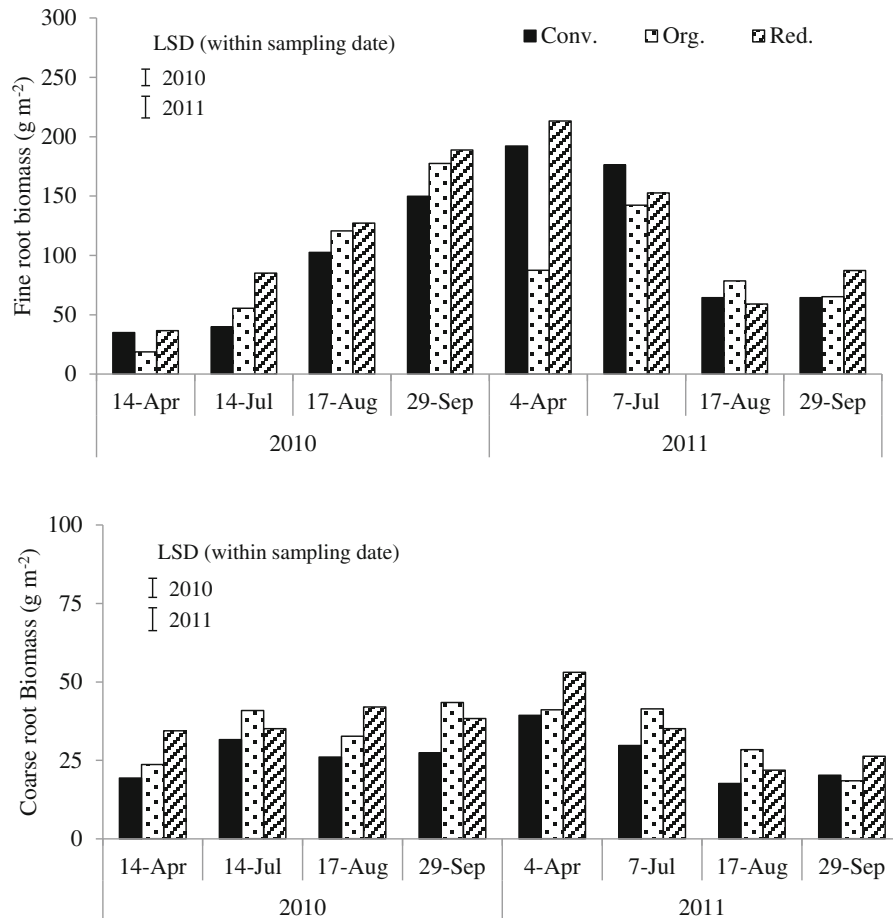 300
LSD (within sampling date)
Conv.
Org.
Red.
250
2010
2011
200
150
100
50
0
Fine root biomass (g m-2)
14-Apr 14-Jul 17-Aug 29-Sep 4-Apr 7-Jul 17-Aug 29-Sep
2010 2011
100
LSD (within sampling date)
2010
75
2011
50
25
0
Coarse root Biomass (g m-2)
14-Apr 14-Jul 17-Aug 29-Sep 4-Apr 7-Jul 17-Aug 29-Sep
2010 2011